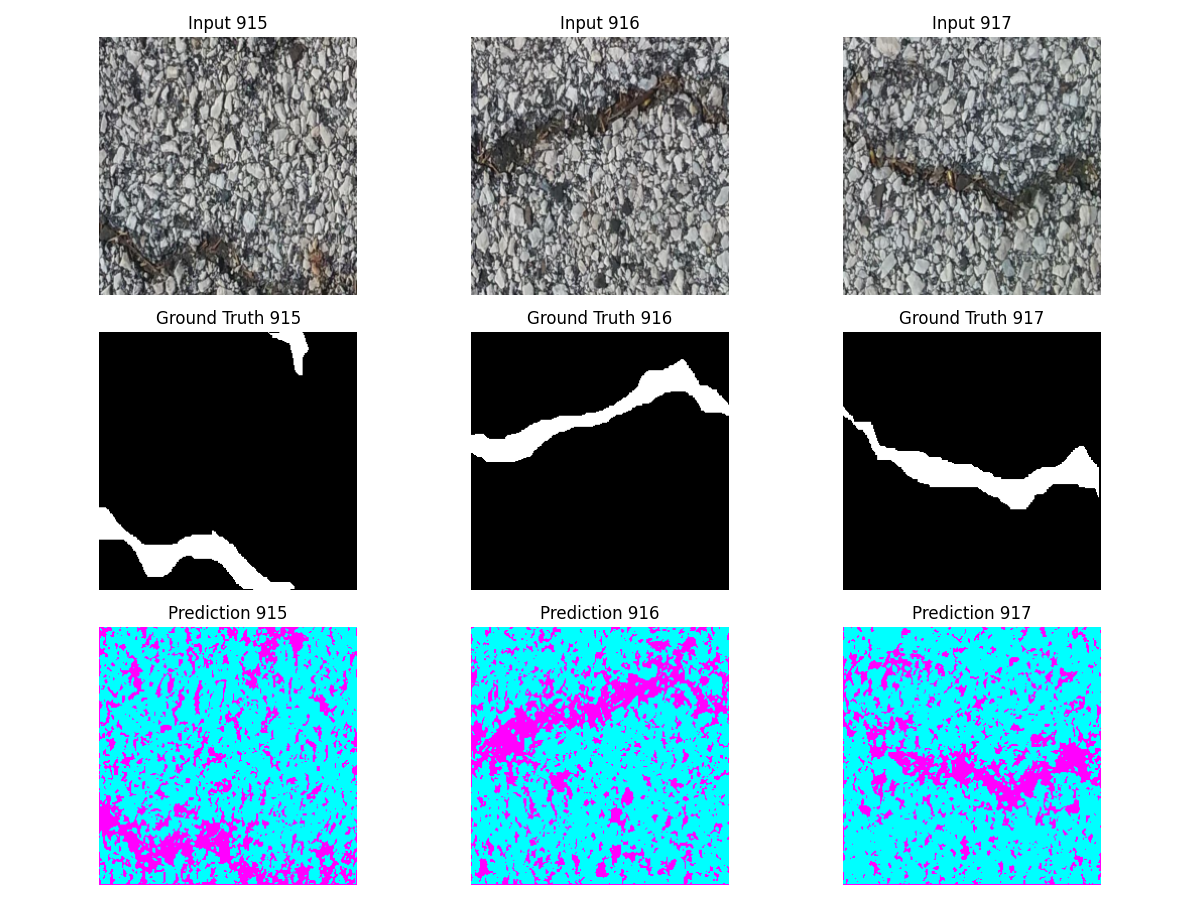 Input 915
Input 916
Input 917
Ground Truth 915
Ground Truth 916
Ground Truth 917
Prediction 915
Prediction 916
Prediction 917